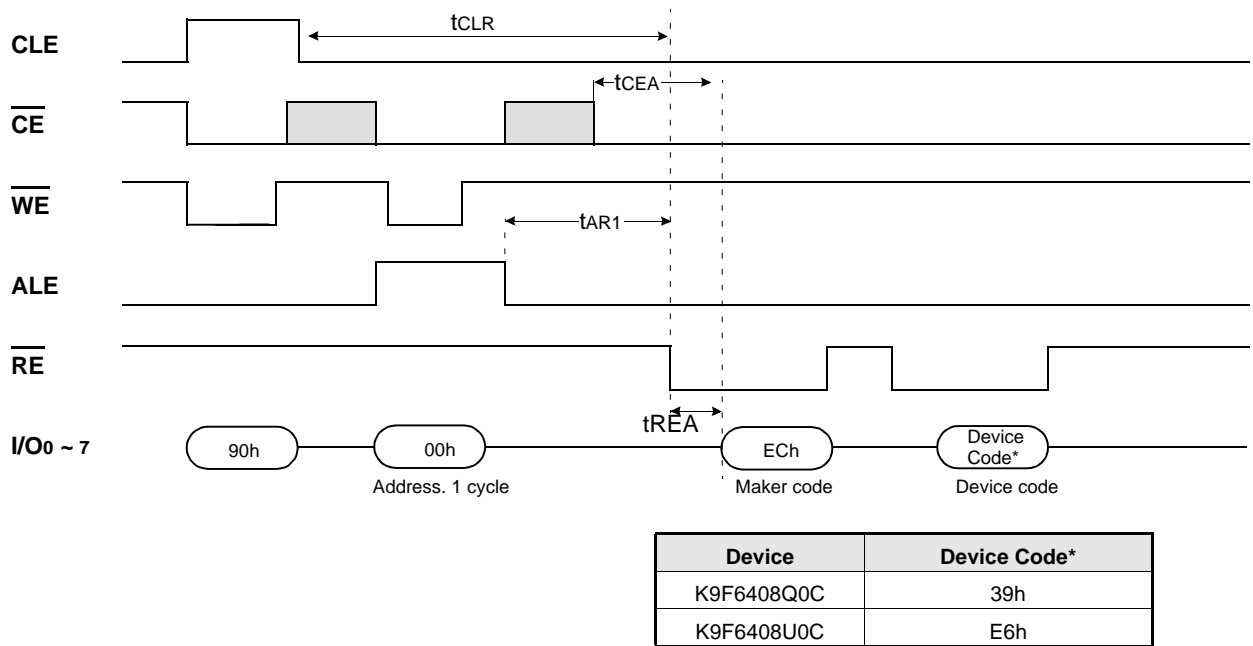 tCLR
CLE
tCEA
CE
WE
tAR1
ALE
RE
tREA
I/O0 ~ 7
90h
00h
ECh
Device
Code*
Address. 1 cycle
Maker code
Device code
Device Device Code*
K9F6408Q0C 39h
K9F6408U0C E6h